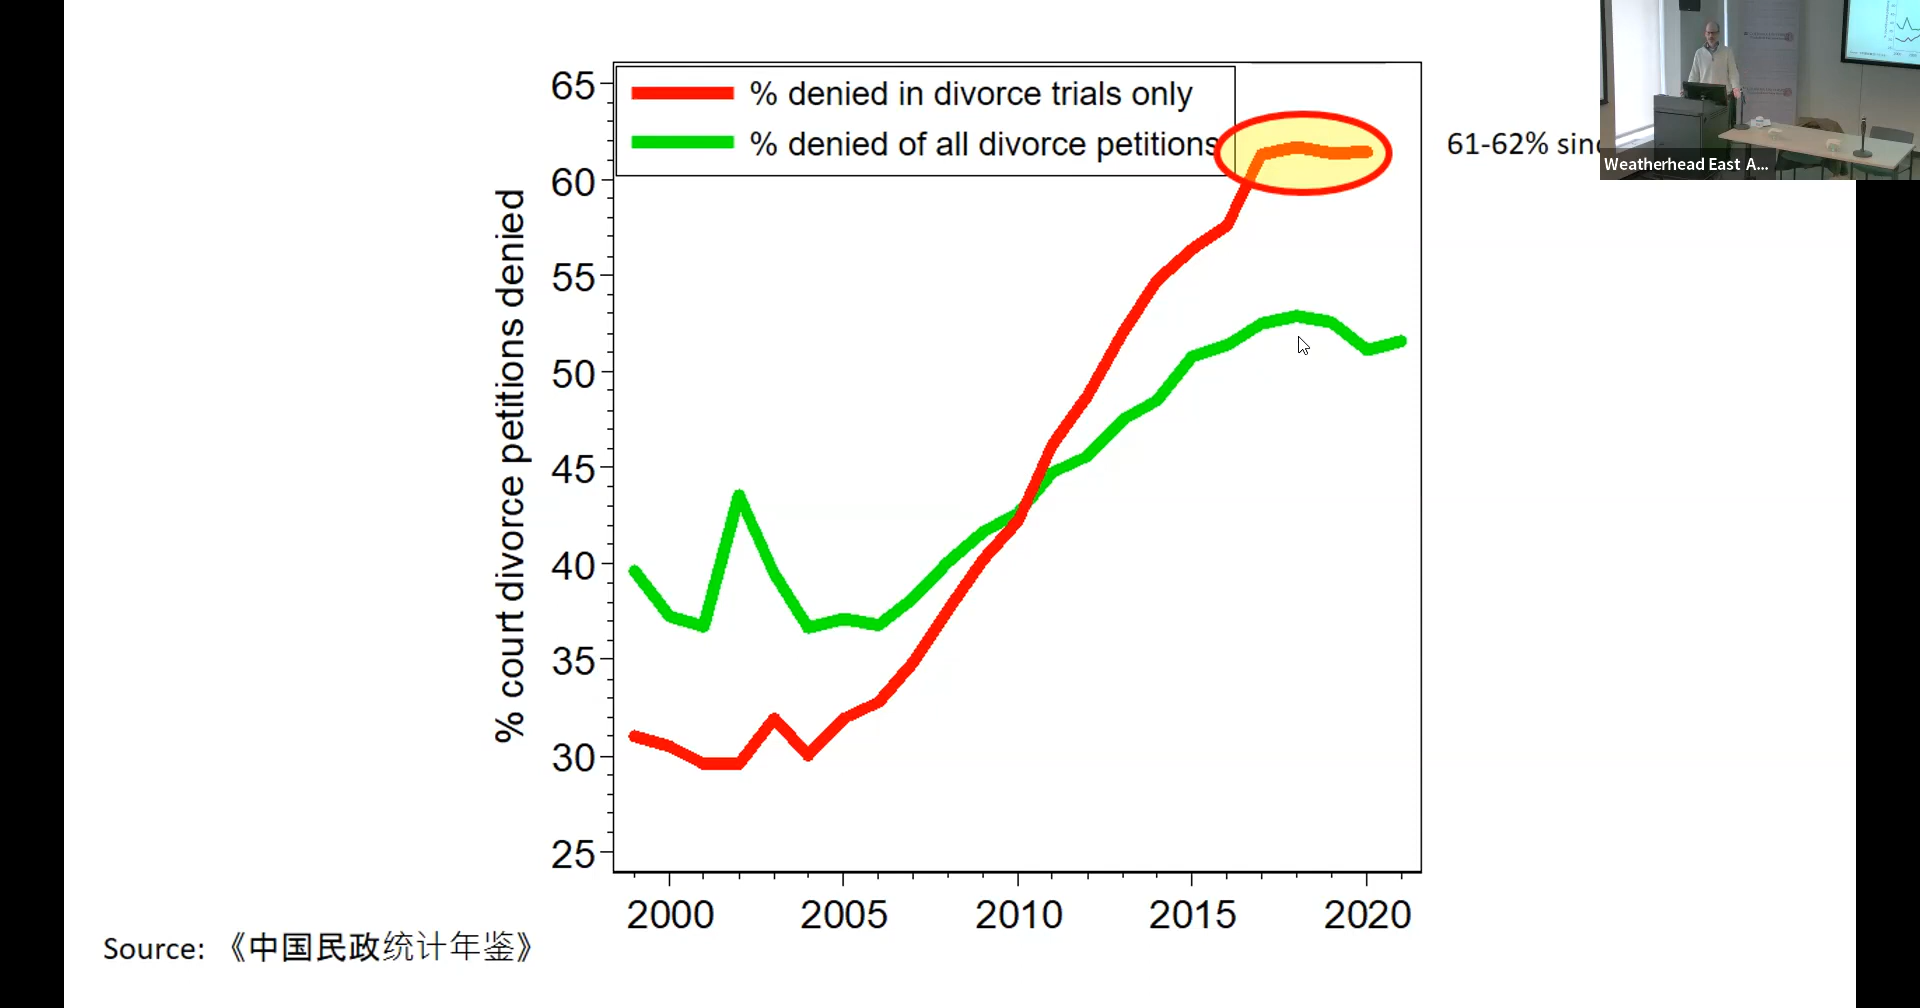 % denied in divorce trials only
% denied of all divorce petitions
61-62% sinc
Weatherhead East A...
% court divorce petitions denied
65
60
55
50
45
40
35
30
25
2000 2005 2010 2015 2020
Source: 《中国民政统计年鉴》